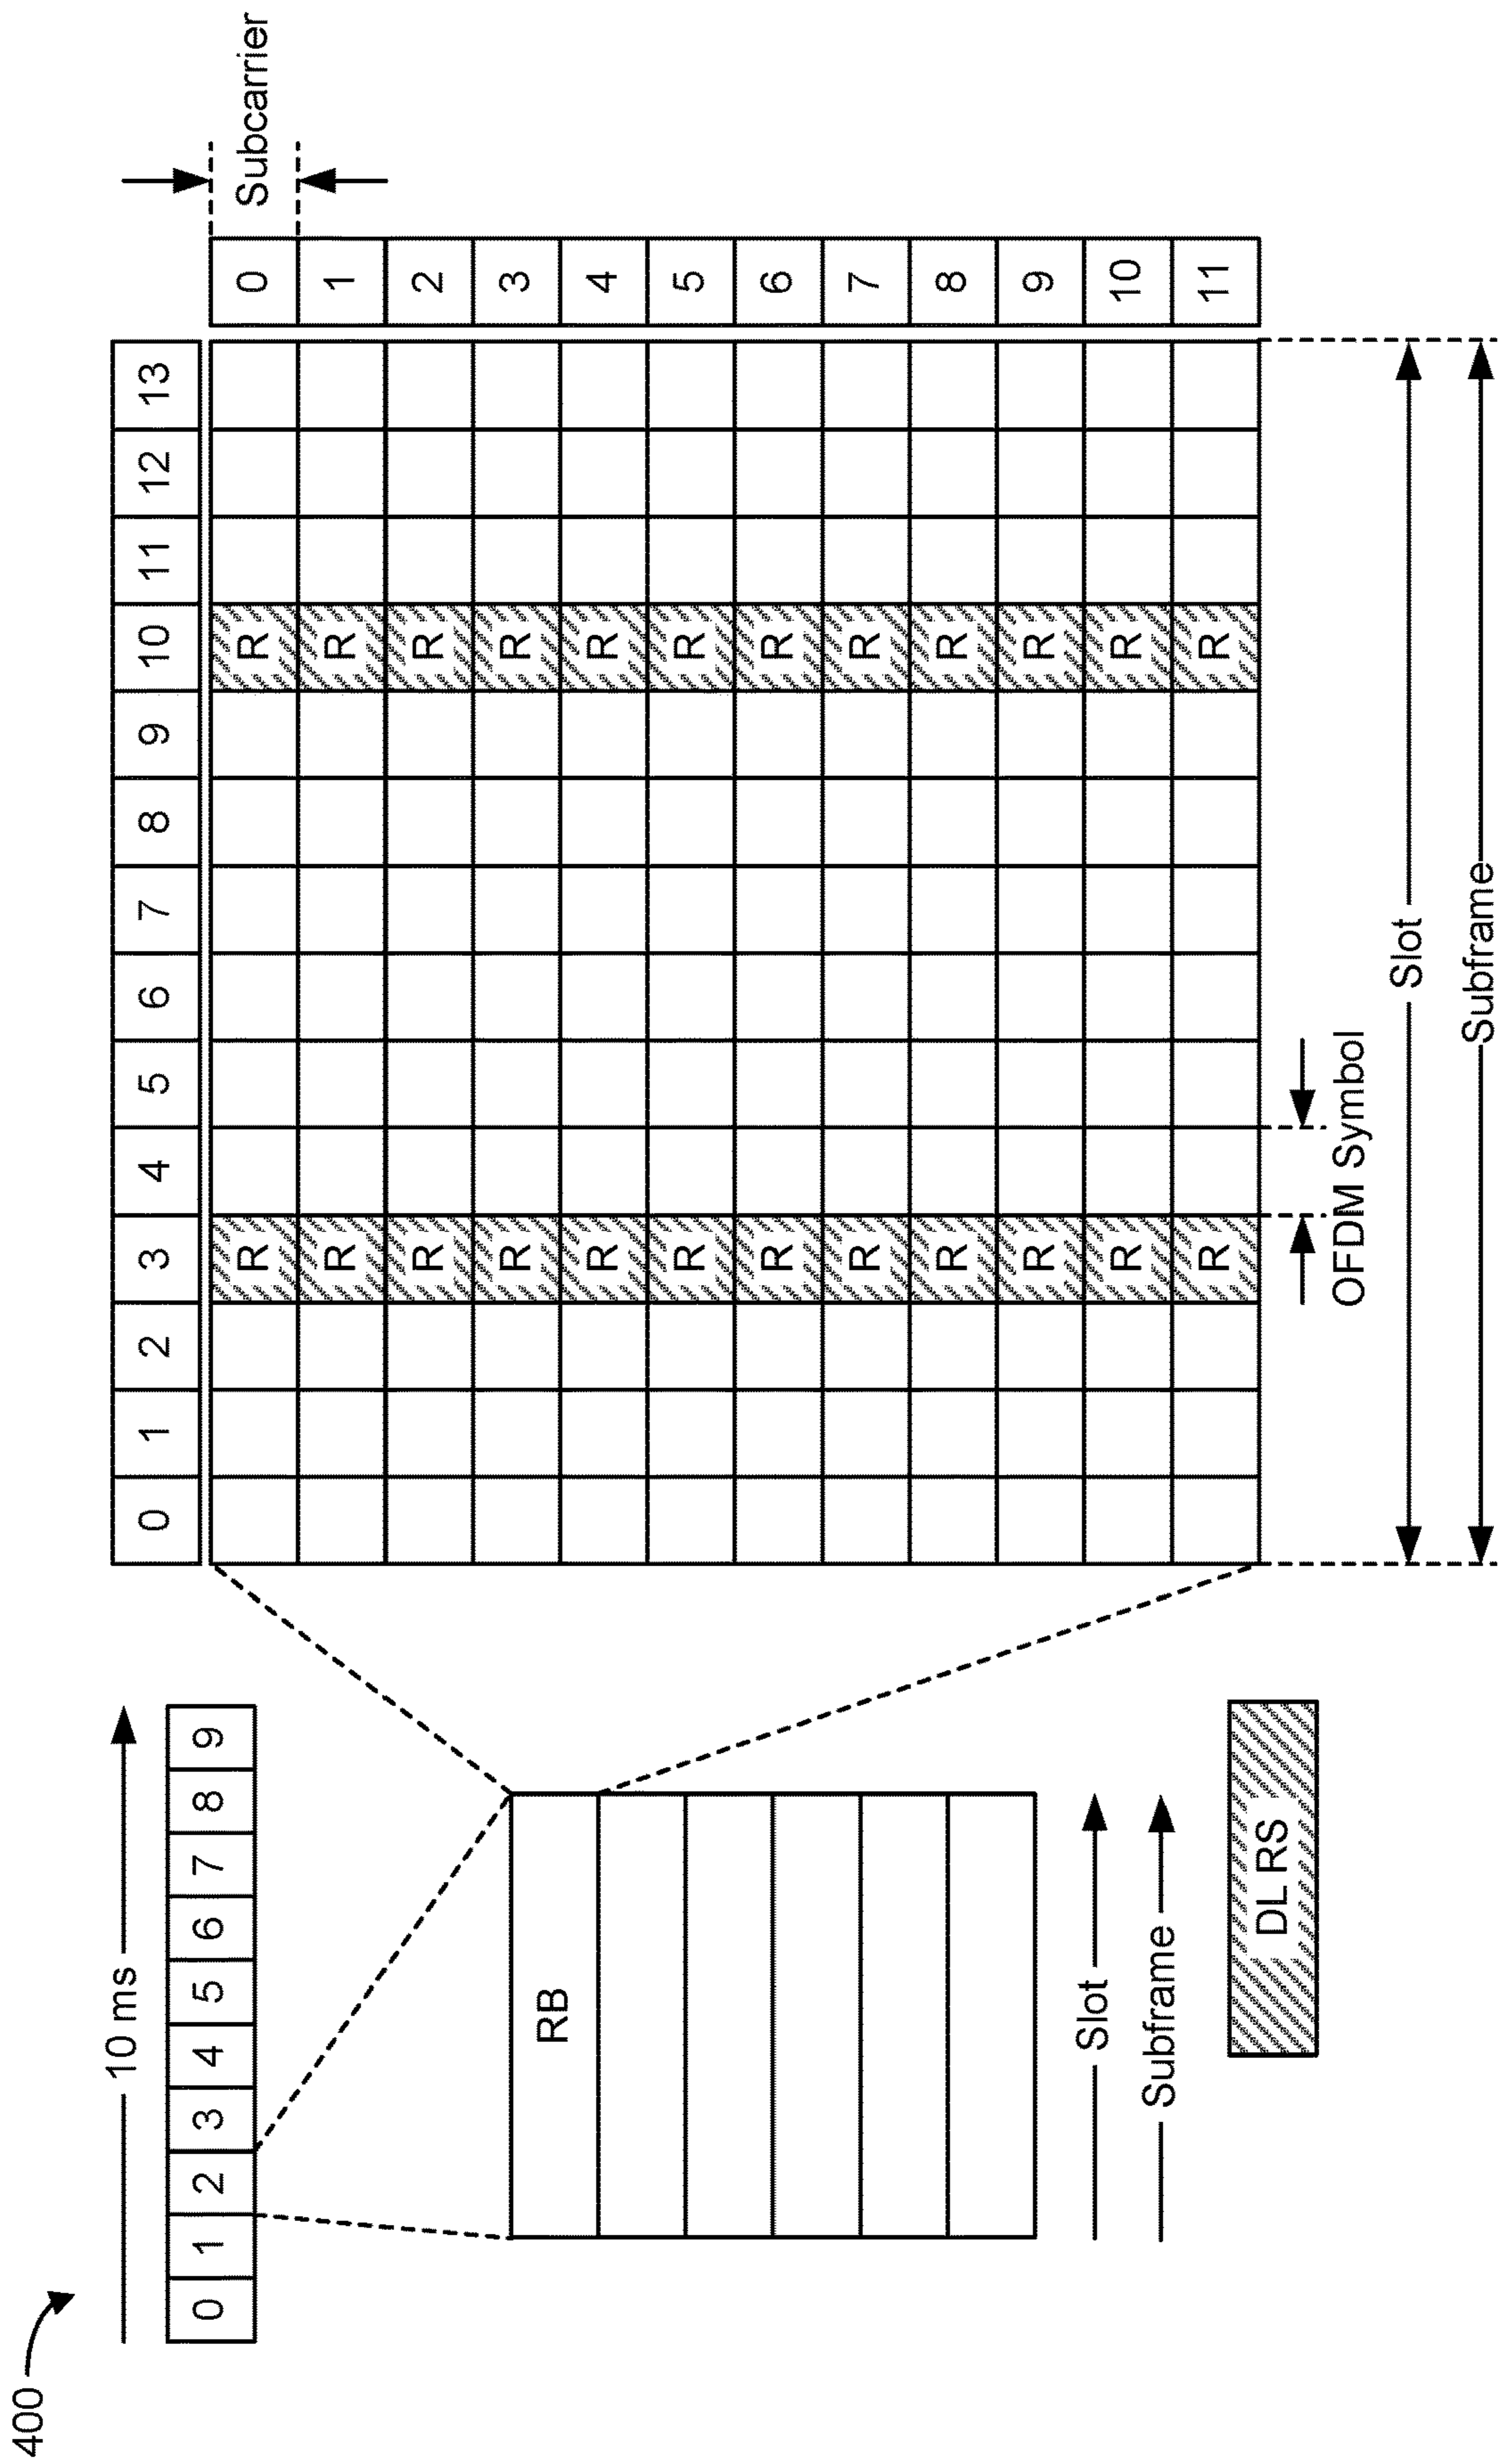 400
10 ms
0 1 2 3 4 5 6 7 8 9
RB
Slot
Subframe
DL RS
0 1 2 3 4 5 6 7 8 9 10 11 12 13
R R 0 Subcarrier
R R 1
R R 2
R R 3
R R 4
R R 5
R R 6
R R 7
R R 8
R R 9
R R 10
R R 11
OFDM Symbol
Slot
Subframe